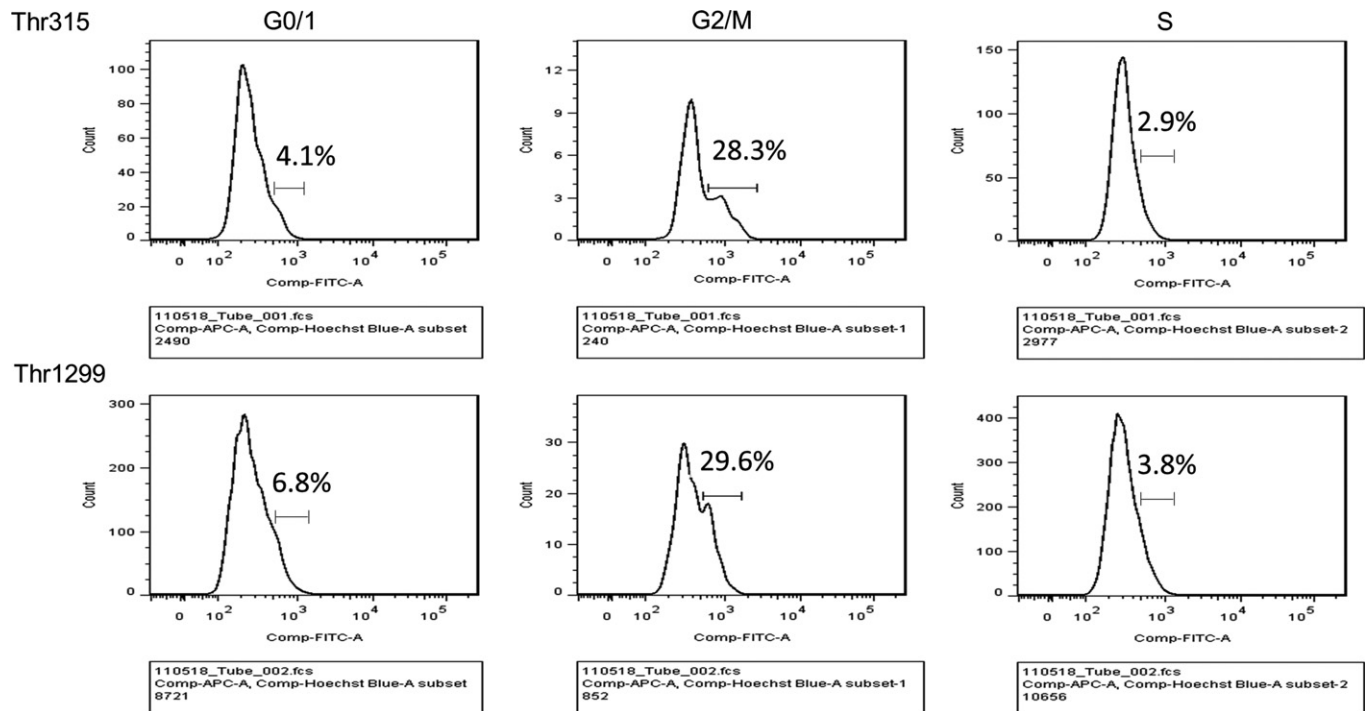 Thr315
G0/1
G2/M
S
100
80
60
40
20
0
Count
4.1%
0 10² 10³ 10⁴ 10⁵
Comp-FITC-A
12
9
6
3
0
Count
28.3%
0 10² 10³ 10⁴ 10⁵
Comp-FITC-A
150
100
50
0
Count
2.9%
0 10² 10³ 10⁴ 10⁵
Comp-FITC-A
110518_Tube_001.fcs
Comp-APC-A, Comp-Hoechst Blue-A subset
2490
110518_Tube_001.fcs
Comp-APC-A, Comp-Hoechst Blue-A subset-1
240
110518_Tube_001.fcs
Comp-APC-A, Comp-Hoechst Blue-A subset-2
2977
Thr1299
300
200
100
0
Count
6.8%
0 10² 10³ 10⁴ 10⁵
Comp-FITC-A
30
20
10
0
Count
29.6%
0 10² 10³ 10⁴ 10⁵
Comp-FITC-A
400
300
200
100
0
Count
3.8%
0 10² 10³ 10⁴ 10⁵
Comp-FITC-A
110518_Tube_002.fcs
Comp-APC-A, Comp-Hoechst Blue-A subset
8721
110518_Tube_002.fcs
Comp-APC-A, Comp-Hoechst Blue-A subset-1
852
110518_Tube_002.fcs
Comp-APC-A, Comp-Hoechst Blue-A subset-2
10656